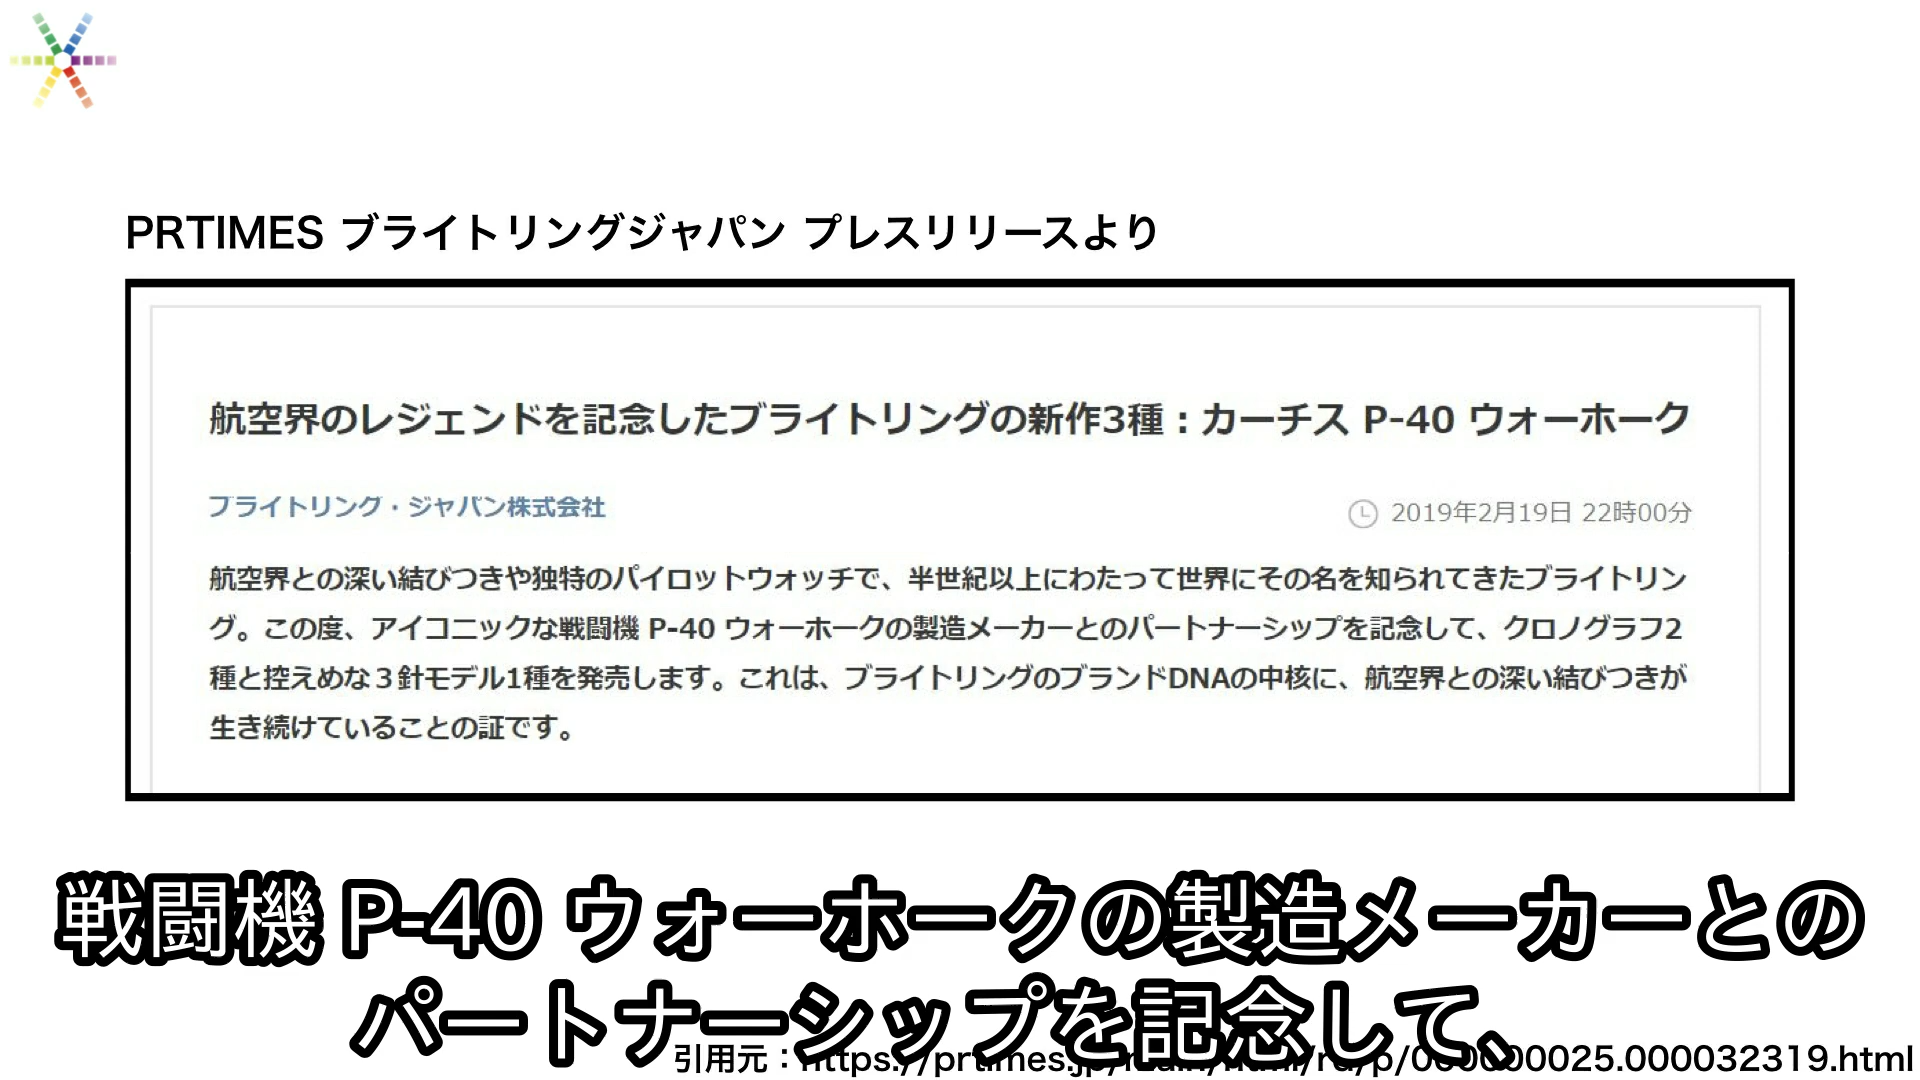 PRTIMES ブライトリングジャパン プレスリリースより
航空界のレジェンドを記念したブライトリングの新作3種：カーチス P-40 ウォーホーク
ブライトリング・ジャパン株式会社
2019年2月19日 22時00分
航空界との深い結びつきや独特のパイロットウォッチで、半世紀以上にわたって世界にその名を知られてきたブライトリン
グ。この度、アイコニックな戦闘機 P-40 ウォーホークの製造メーカーとのパートナーシップを記念して、クロノグラフ2
種と控えめな３針モデル1種を発売します。これは、ブライトリングのブランドDNAの中核に、航空界との深い結びつきが
生き続けていることの証です。
戦闘機 P-40 ウォーホークの製造メーカーとの
パートナーシップを記念して、
引用元：https://prtimes.jp/main/html/rd/p/000000025.000032319.html